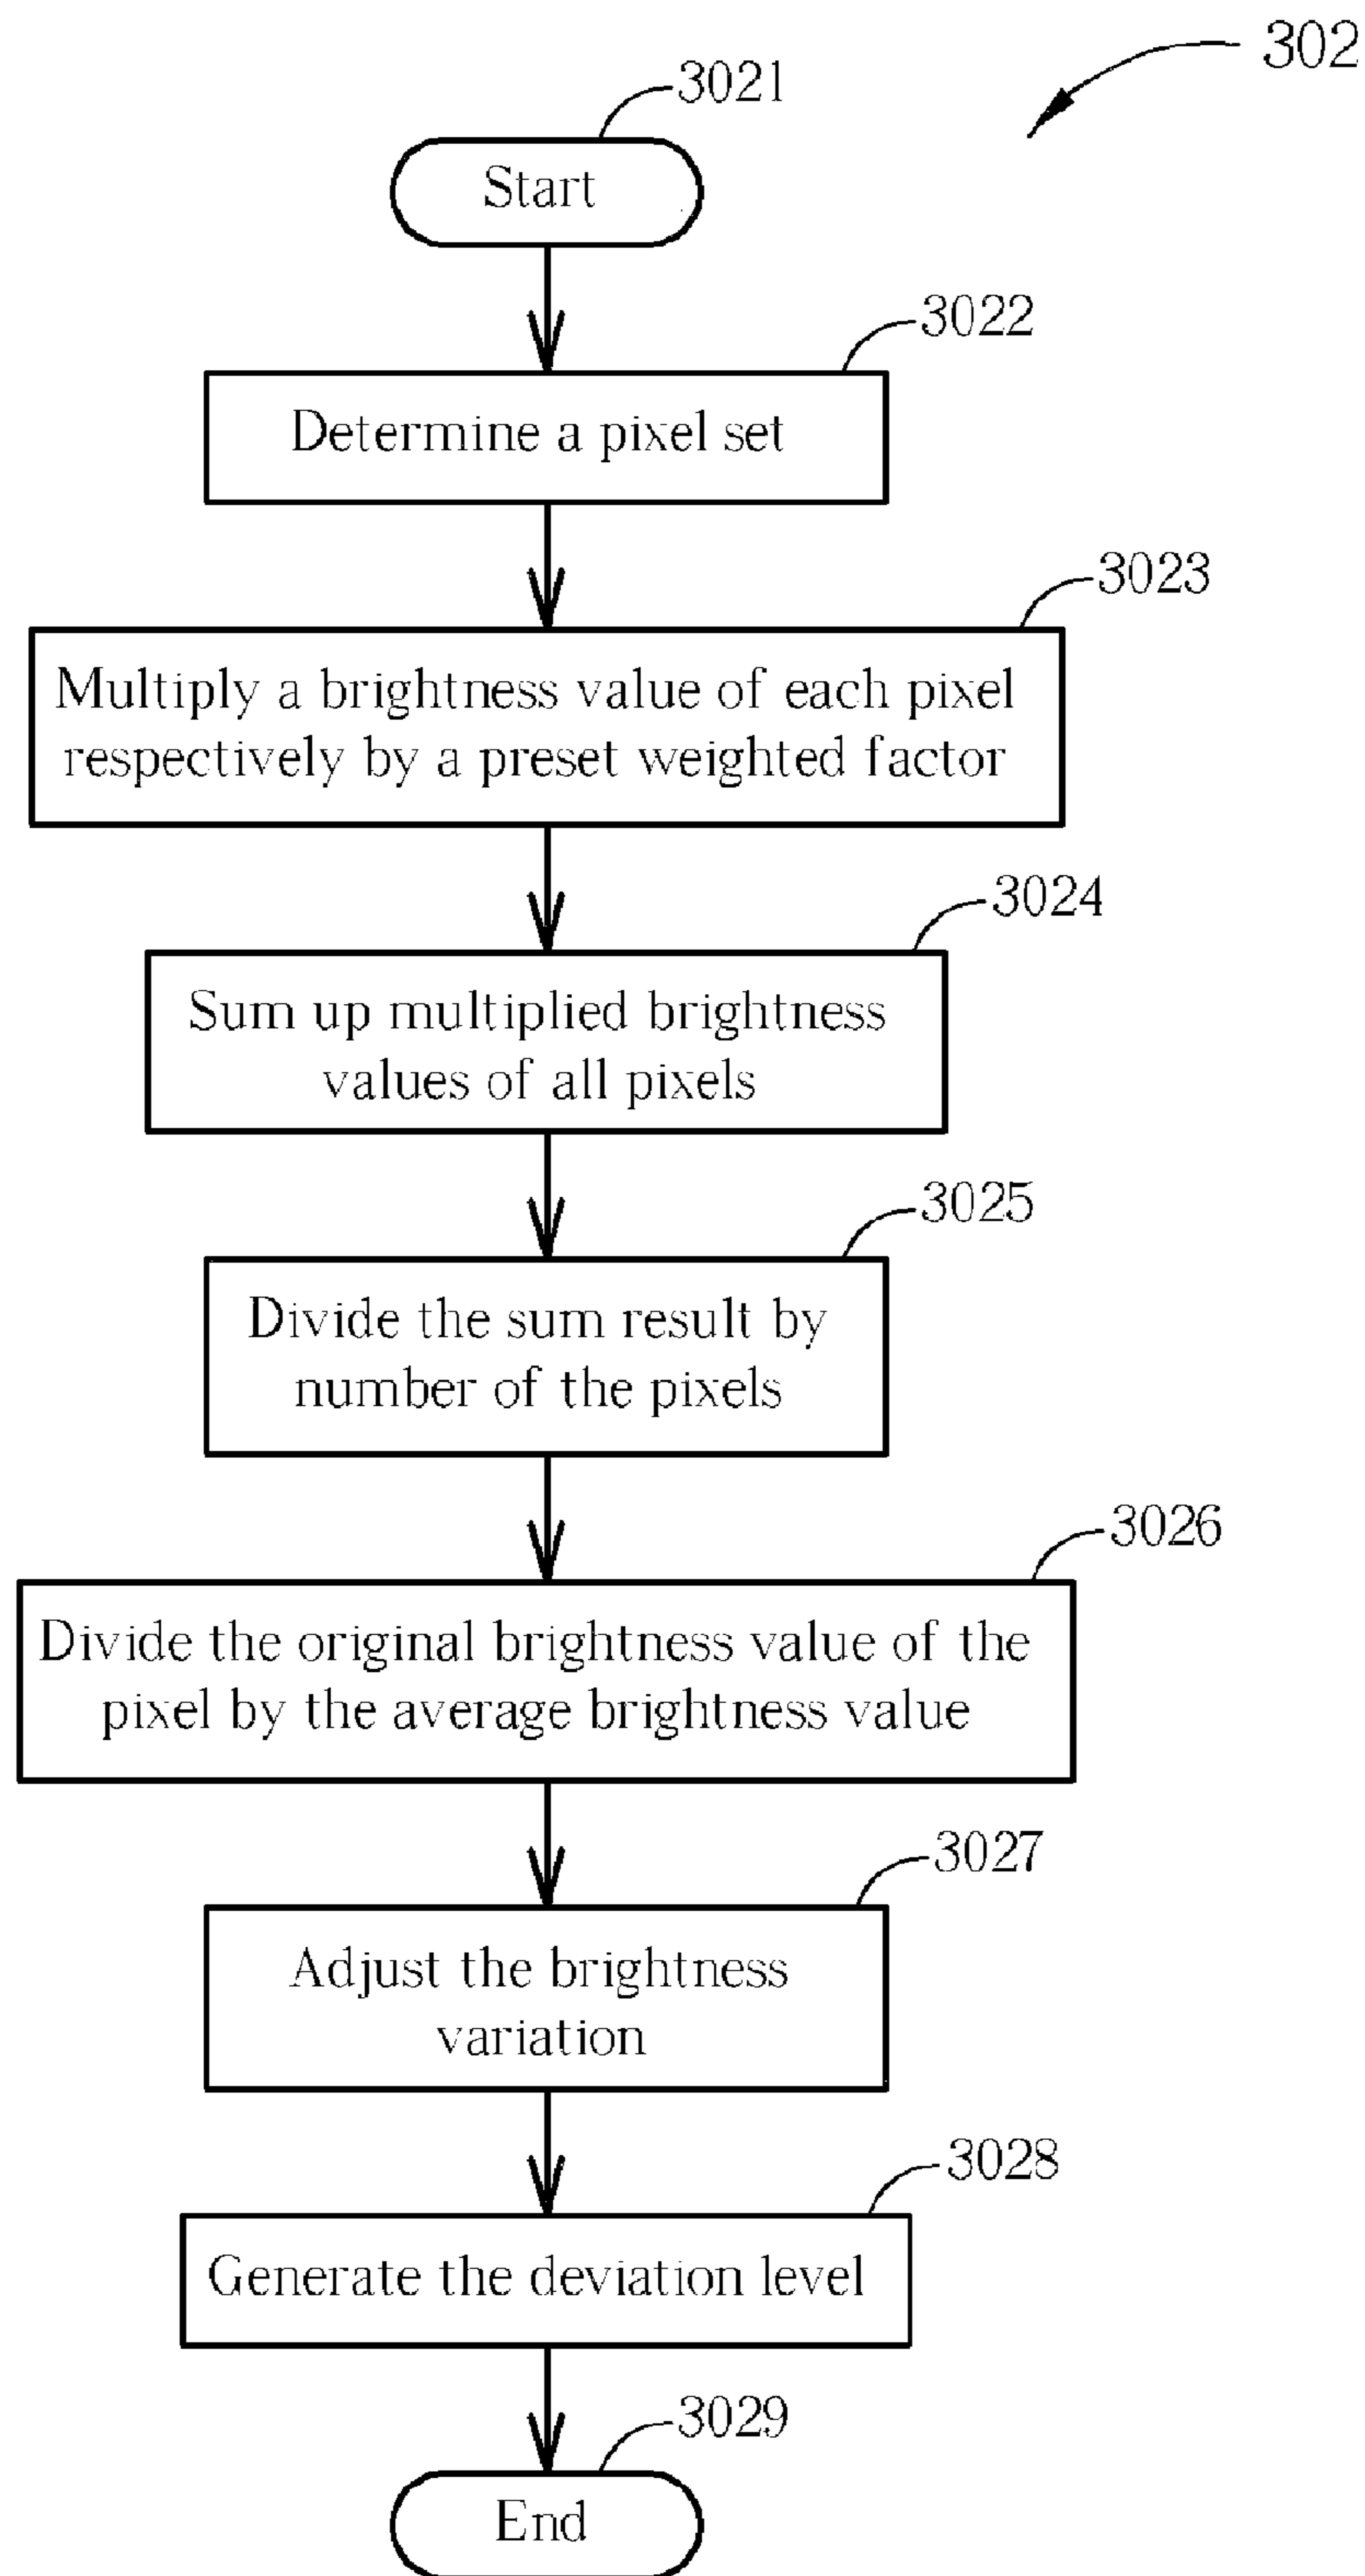 302
3021
Start
3022
Determine a pixel set
3023
Multiply a brightness value of each pixel
respectively by a preset weighted factor
3024
Sum up multiplied brightness
values of all pixels
3025
Divide the sum result by
number of the pixels
3026
Divide the original brightness value of the
pixel by the average brightness value
3027
Adjust the brightness
variation
3028
Generate the deviation level
3029
End